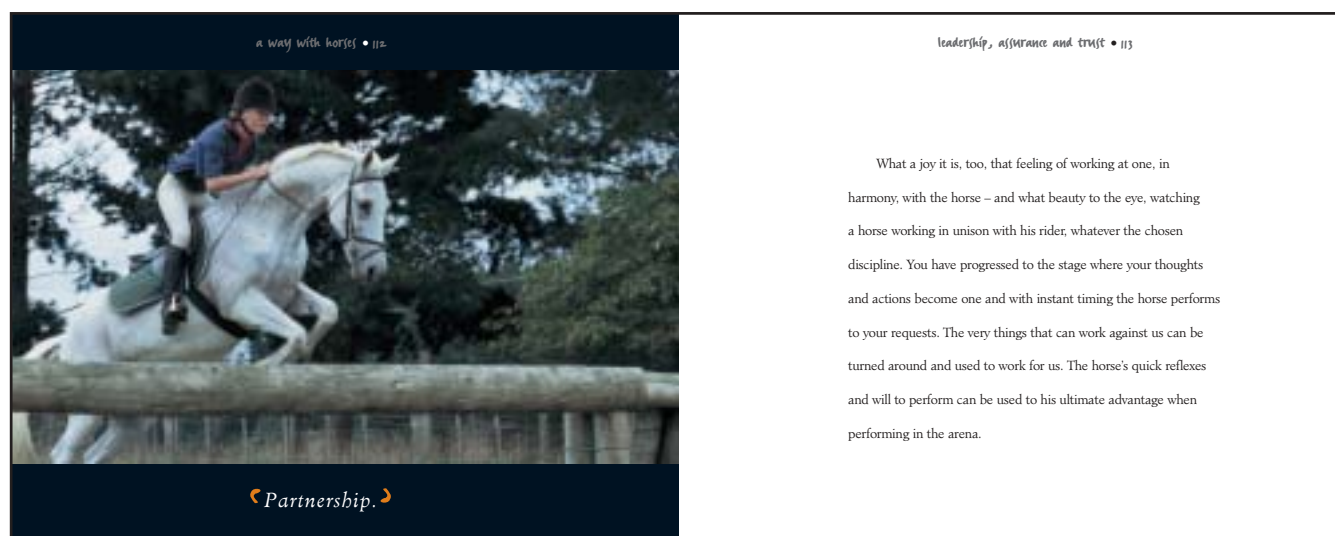 a way with horses • 112
Partnership.
leadership, assurance and trust • 113
What a joy it is, too, that feeling of working at one, in
harmony, with the horse – and what beauty to the eye, watching
a horse working in unison with his rider, whatever the chosen
discipline. You have progressed to the stage where your thoughts
and actions become one and with instant timing the horse performs
to your requests. The very things that can work against us can be
turned around and used to work for us. The horse's quick reflexes
and will to perform can be used to his ultimate advantage when
performing in the arena.